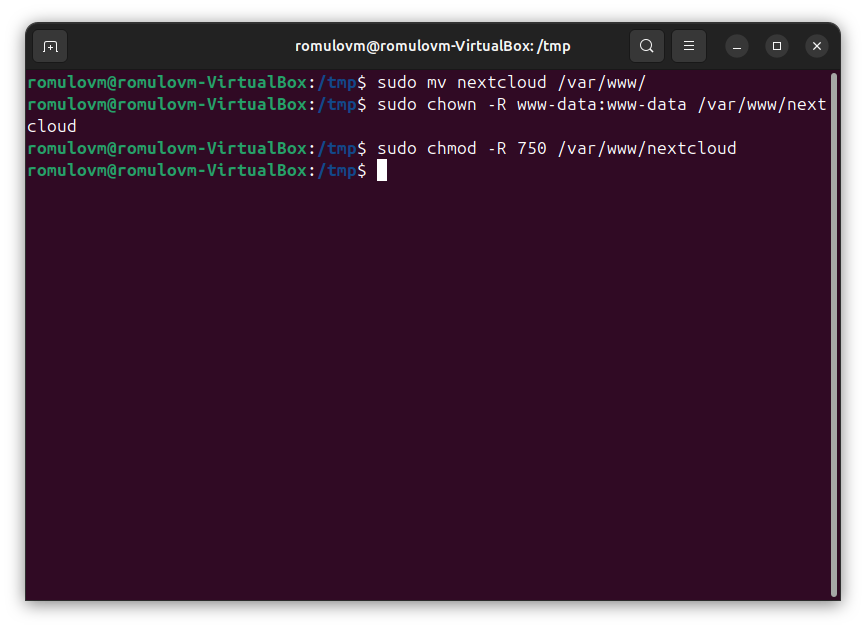 romulovm@romulovm-VirtualBox: /tmp
romulovm@romulovm-VirtualBox:/tmp$ sudo mv nextcloud /var/www/
romulovm@romulovm-VirtualBox:/tmp$ sudo chown -R www-data:www-data /var/www/next
cloud
romulovm@romulovm-VirtualBox:/tmp$ sudo chmod -R 750 /var/www/nextcloud
romulovm@romulovm-VirtualBox:/tmp$